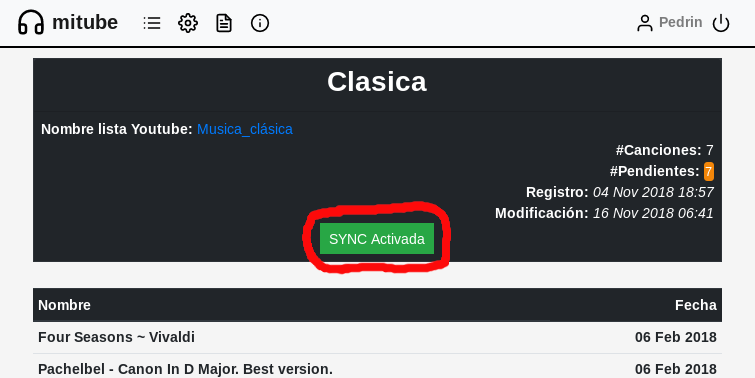 mitube
Pedrin
Clasica
Nombre lista Youtube: Musica_clásica
#Canciones: 7
#Pendientes: 7
Registro: 04 Nov 2018 18:57
Modificación: 16 Nov 2018 06:41
SYNC Activada
Nombre Fecha
Four Seasons ~ Vivaldi 06 Feb 2018
Pachelbel - Canon In D Major. Best version. 06 Feb 2018